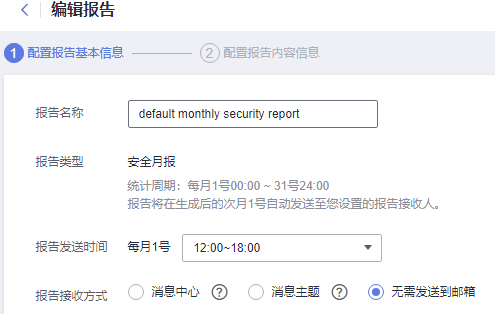 编辑报告
1 配置报告基本信息 2 配置报告内容信息
报告名称 default monthly security report
报告类型 安全月报
统计周期：每月1号00:00 ~ 31号24:00
报告将在生成后的次月1号自动发送至您设置的报告接收人。
报告发送时间 每月1号 12:00~18:00
报告接收方式 消息中心 ? 消息主题 ? 无需发送到邮箱